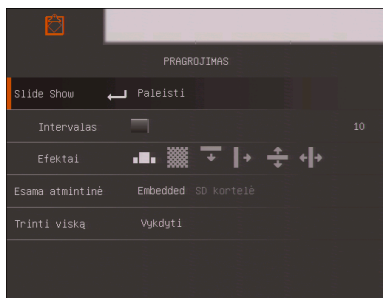 PRAGROJIMAS
Slide Show Paleisti
Intervalas 10
Efektai
Esama atmintinė Embedded SD kortelė
Trinti viską Vykdyti